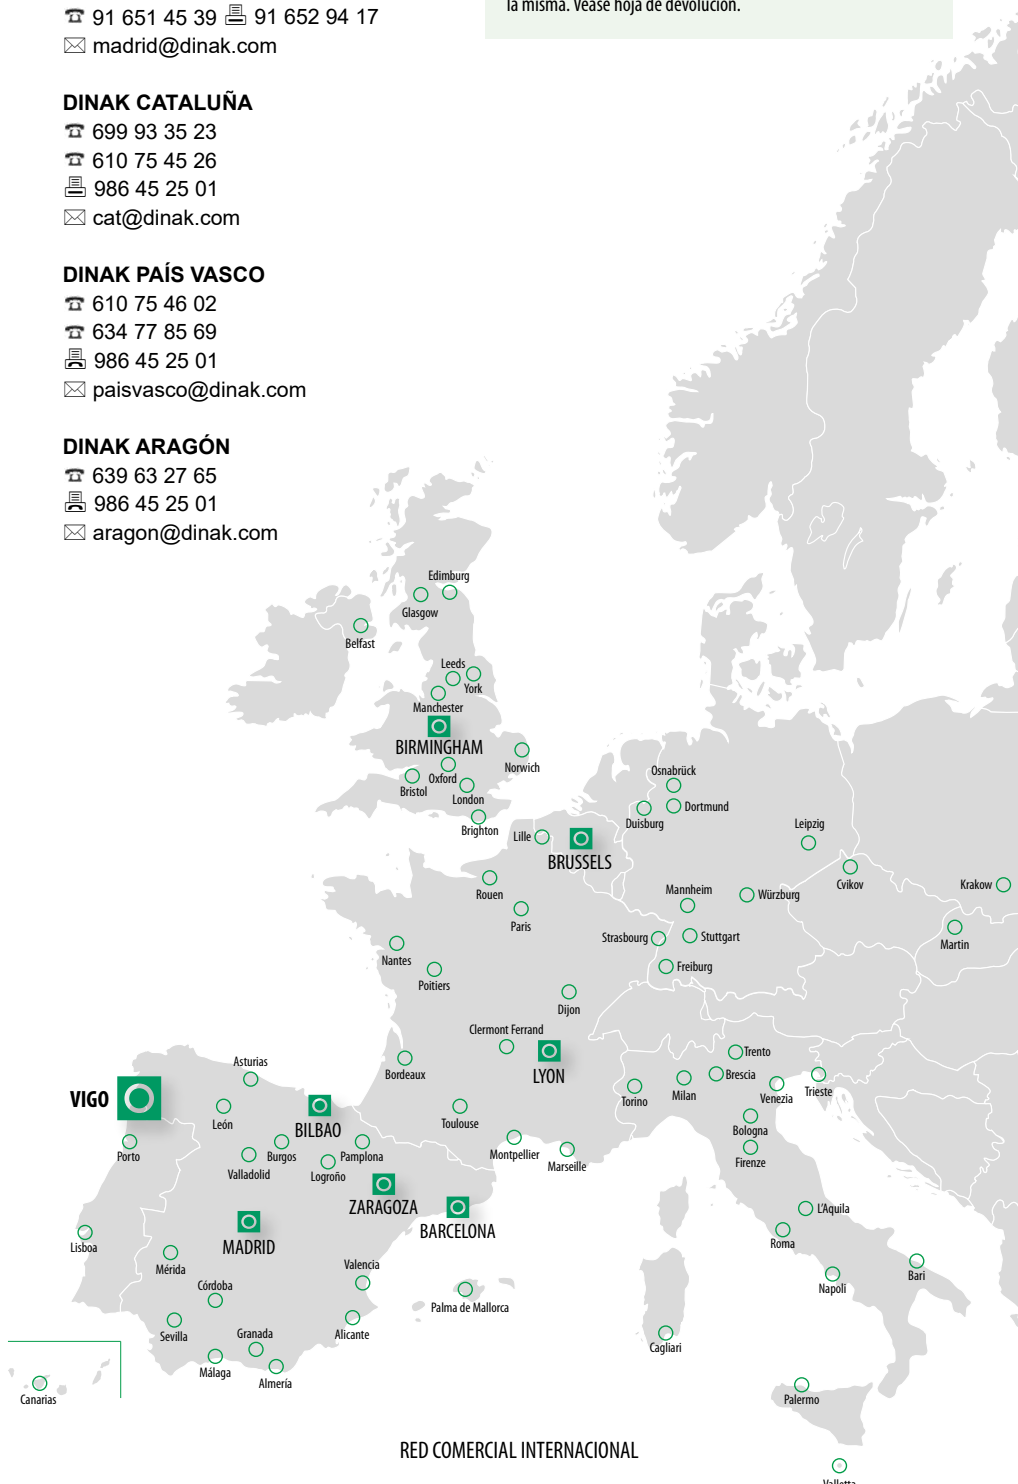 91 651 45 39 91 652 94 17
madrid@dinak.com
DINAK CATALUÑA
699 93 35 23
610 75 45 26
986 45 25 01
cat@dinak.com
DINAK PAÍS VASCO
610 75 46 02
634 77 85 69
986 45 25 01
paisvasco@dinak.com
DINAK ARAGÓN
639 63 27 65
986 45 25 01
aragon@dinak.com
la misma. Véase hoja de devolución.
Edimburg
Glasgow
Belfast
Leeds
York
Manchester
BIRMINGHAM
Norwich
Oxford
Bristol
London
Brighton
Osnabrück
Dortmund
Duisburg
Leipzig
Lille
BRUSSELS
Cvikov
Krakow
Rouen
Paris
Mannheim
Würzburg
Strasbourg
Stuttgart
Martin
Nantes
Freiburg
Poitiers
Dijon
Clermont Ferrand
LYON
Bordeaux
Trento
Brescia
Torino
Milan
Venezia
Trieste
Asturias
VIGO
León
BILBAO
Toulouse
Bologna
Porto
Burgos
Pamplona
Valladolid
Logroño
Montpellier
Marseille
Firenze
ZARAGOZA
BARCELONA
MADRID
L'Aquila
Roma
Lisboa
Mérida
Valencia
Bari
Napoli
Córdoba
Palma de Mallorca
Sevilla
Granada
Alicante
Cagliari
Málaga
Almería
Canarias
Palermo
RED COMERCIAL INTERNACIONAL
Valletta